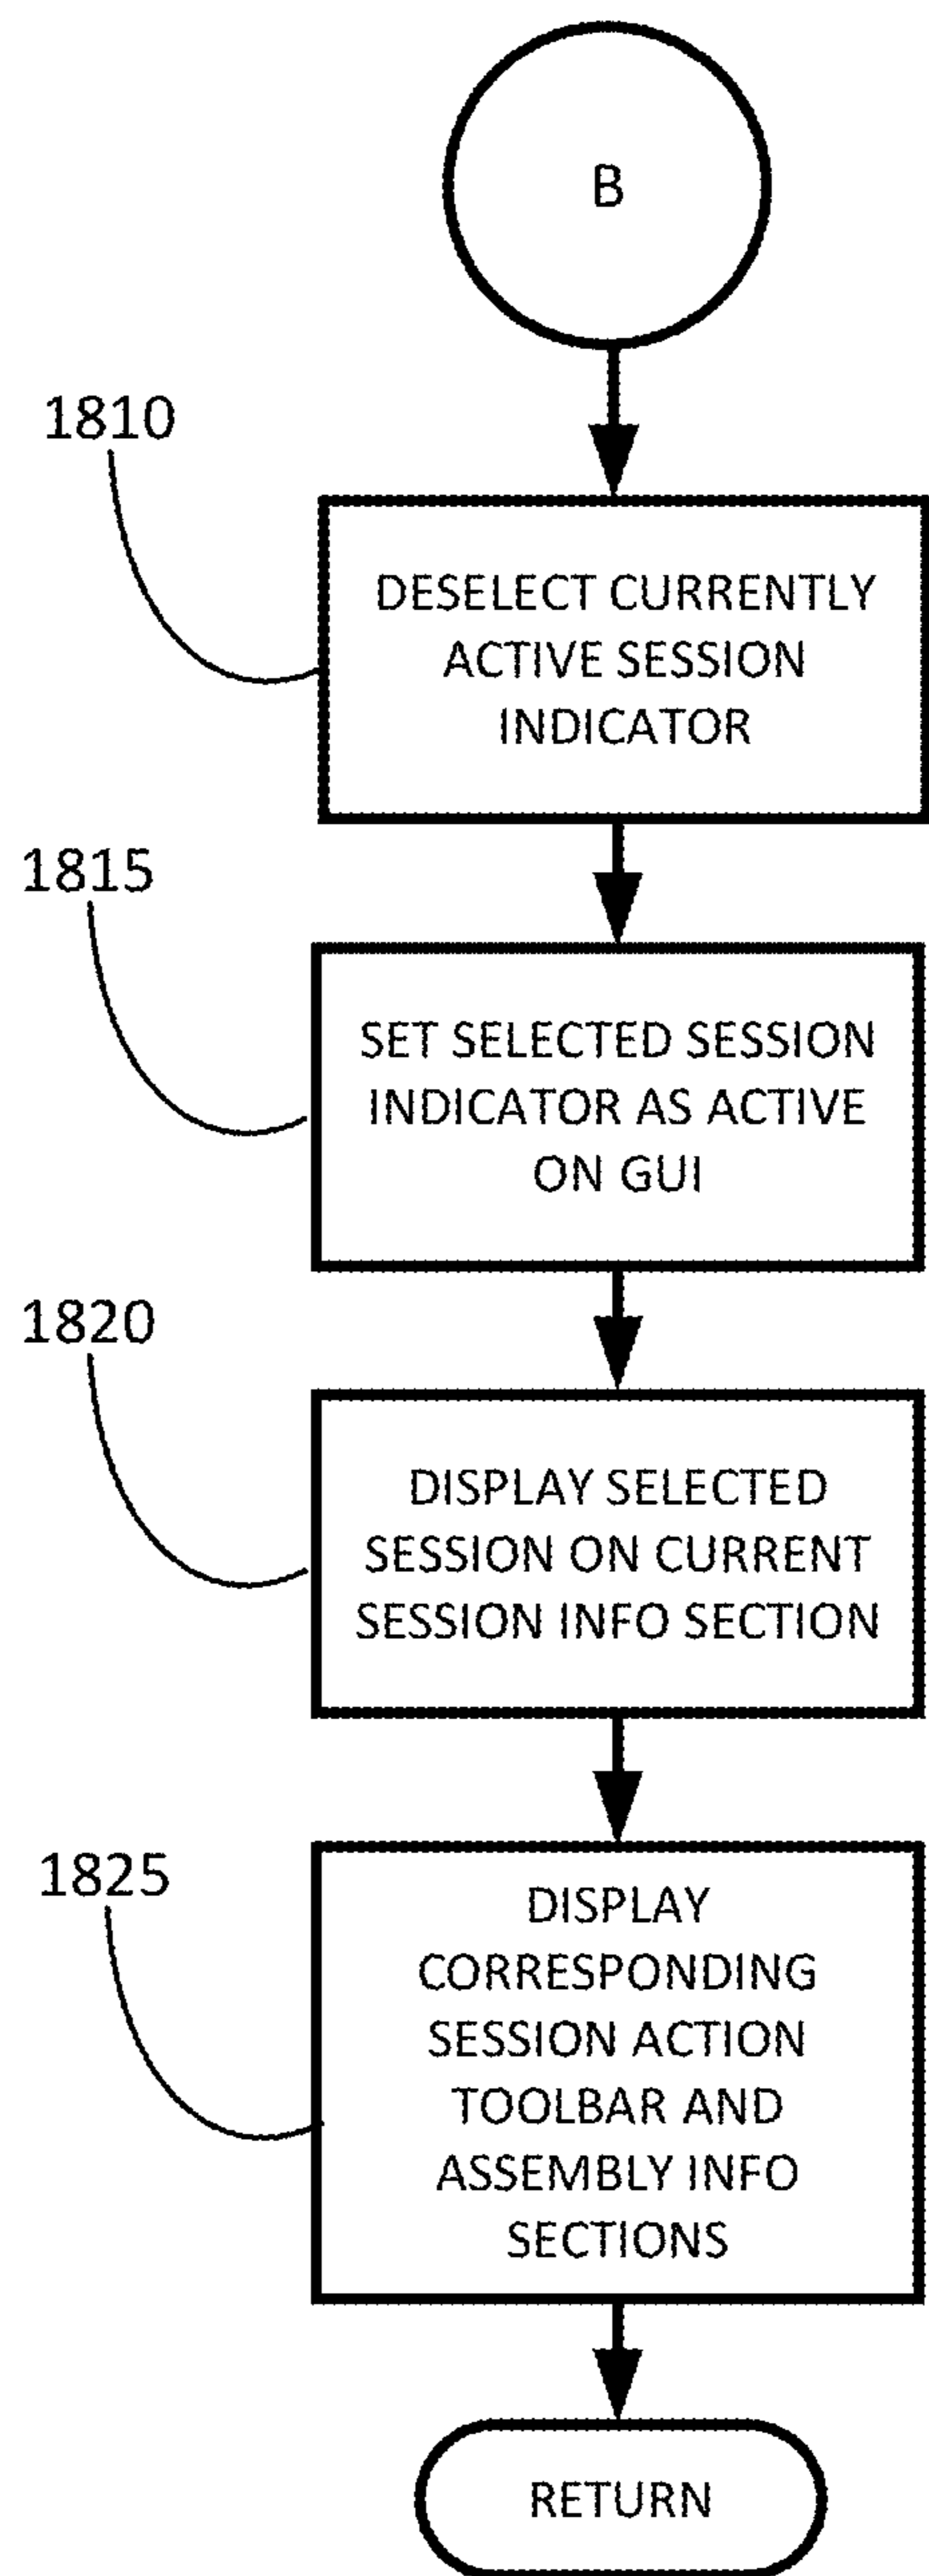 B
1810
DESELECT CURRENTLY
ACTIVE SESSION
INDICATOR
1815
SET SELECTED SESSION
INDICATOR AS ACTIVE
ON GUI
1820
DISPLAY SELECTED
SESSION ON CURRENT
SESSION INFO SECTION
1825
DISPLAY
CORRESPONDING
SESSION ACTION
TOOLBAR AND
ASSEMBLY INFO
SECTIONS
RETURN